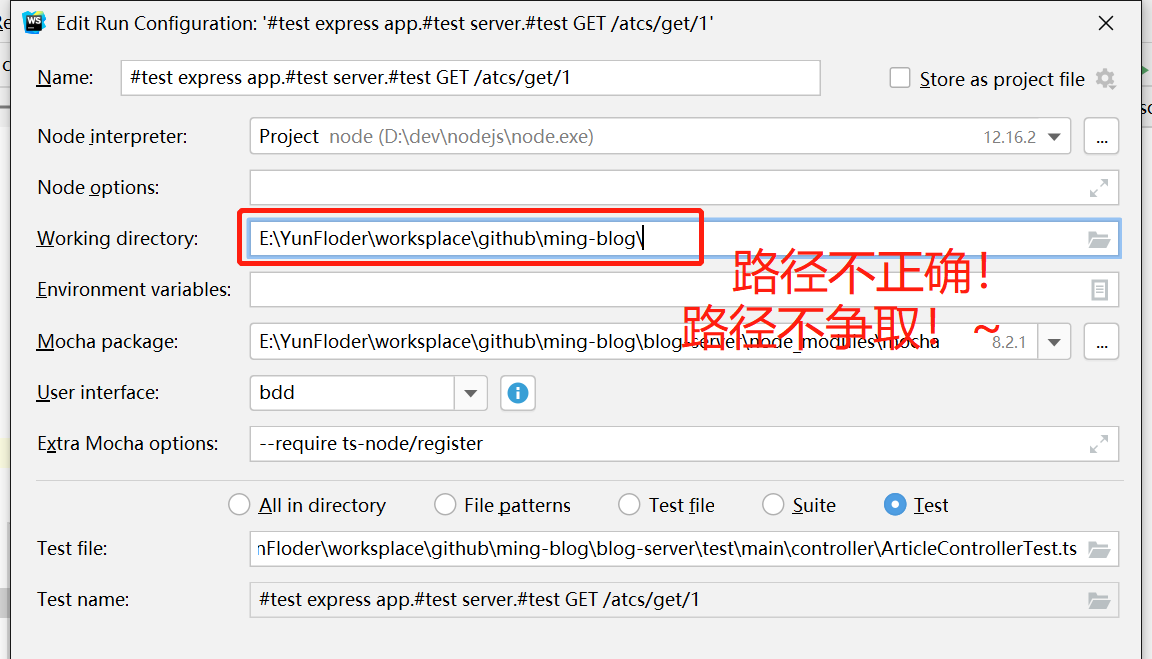 WS Edit Run Configuration: '#test express app.#test server.#test GET /atcs/get/1'
Name: #test express app.#test server.#test GET /atcs/get/1 Store as project file
Node interpreter: Project node (D:\dev\nodejs\node.exe) 12.16.2 ...
Node options:
Working directory: E:\YunFloder\worksplace\github\ming-blog\
路径不正确！
Environment variables:
路径不争取！~
Mocha package: E:\YunFloder\worksplace\github\ming-blog\blog-server\node_modules\mocha 8.2.1 ...
User interface: bdd
Extra Mocha options: --require ts-node/register
All in directory File patterns Test file Suite Test
Test file: nFloder\worksplace\github\ming-blog\blog-server\test\main\controller\ArticleControllerTest.ts
Test name: #test express app.#test server.#test GET /atcs/get/1